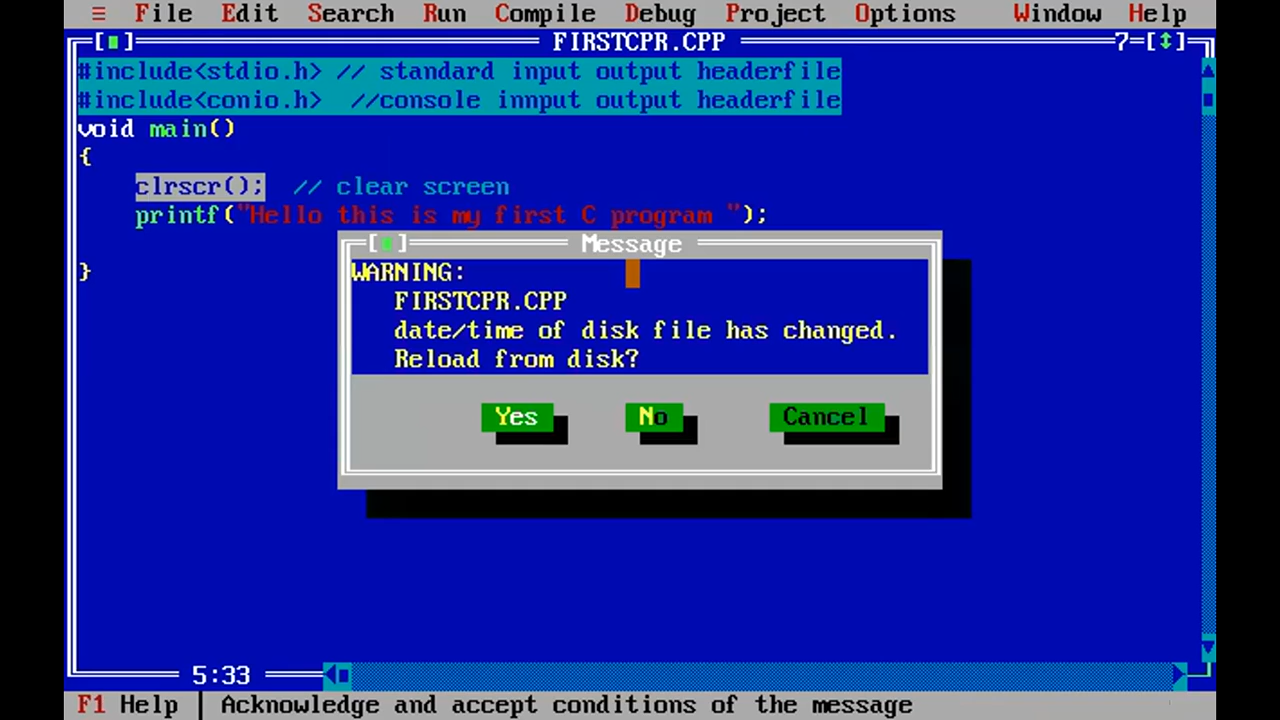 ≡ File Edit Search Run Compile Debug Project Options Window Help
[■] FIRSTCPR.CPP 7=[↕]
#include<stdio.h> // standard input output headerfile
#include<conio.h> //console innput output headerfile
void main()
{
clrscr(); // clear screen
printf("Hello this is my first C program ");
}
[■] Message
WARNING:
FIRSTCPR.CPP
date/time of disk file has changed.
Reload from disk?
Yes No Cancel
5:33
F1 Help │ Acknowledge and accept conditions of the message